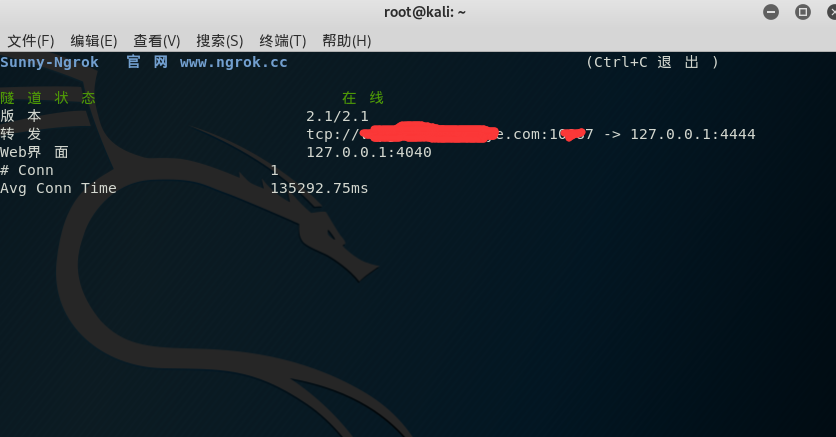 root@kali: ~
文件(F) 编辑(E) 查看(V) 搜索(S) 终端(T) 帮助(H)
Sunny-Ngrok 官网 www.ngrok.cc (Ctrl+C 退出)
隧道状态 在线
版本 2.1/2.1
转发 tcp:// .com:10 7 -> 127.0.0.1:4444
Web界面 127.0.0.1:4040
# Conn 1
Avg Conn Time 135292.75ms